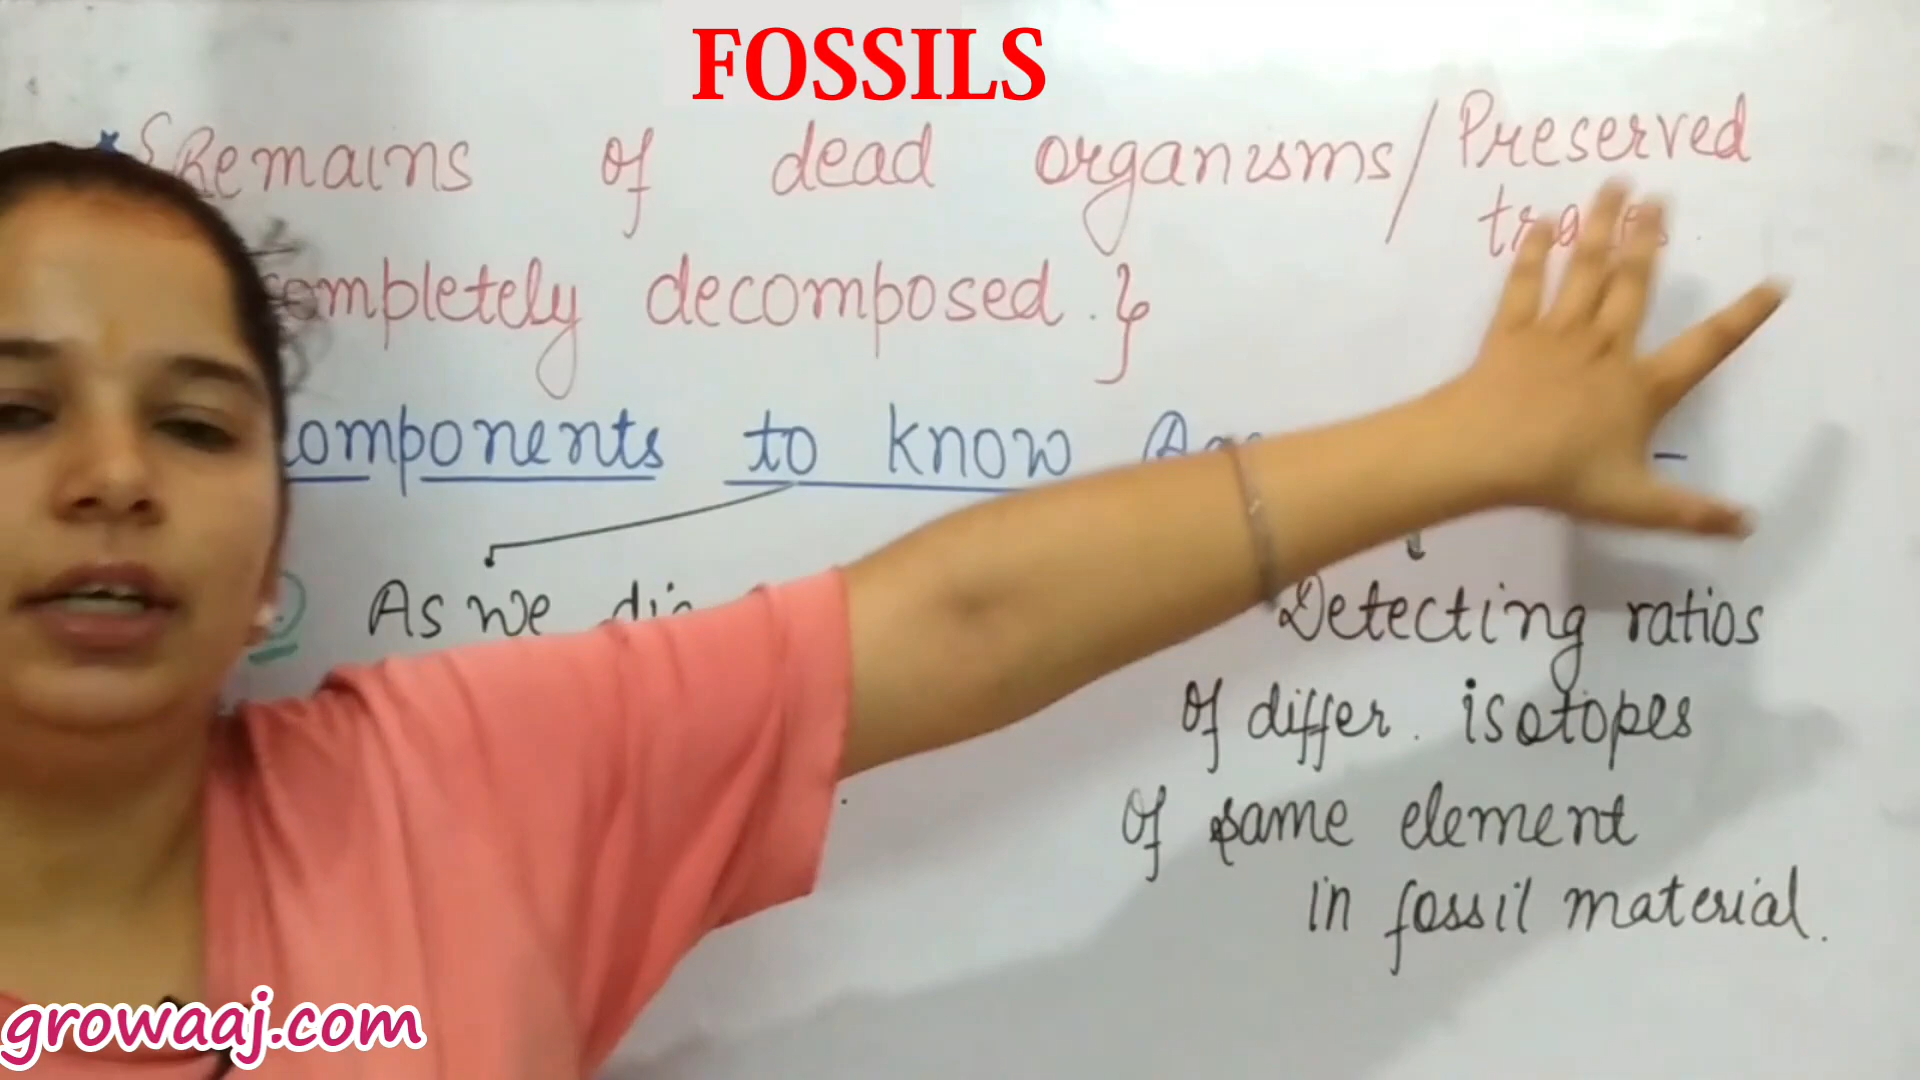 FOSSILS
* { Remains of dead organisms / Preserved
completely decomposed . }
components to know
As we
Detecting ratios
of differ. isotopes
of same element
in fossil material.
growaaj.com